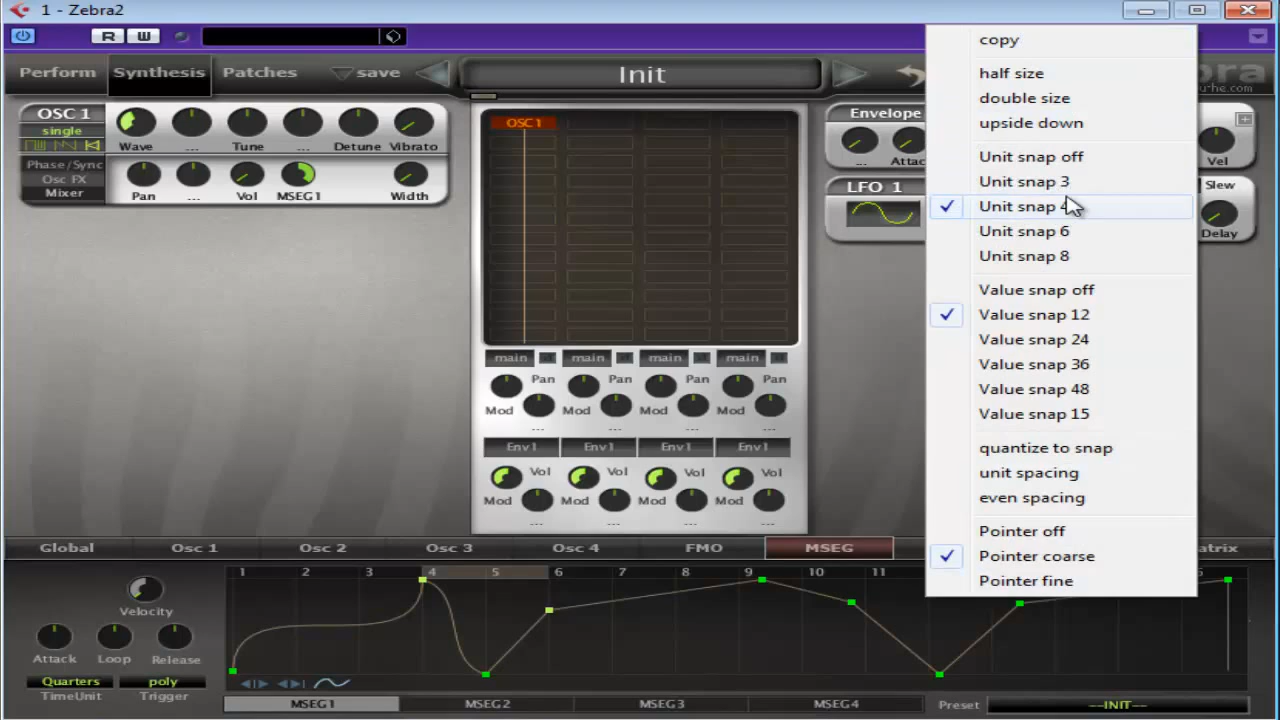 1 - Zebra2
R W
Perform Synthesis Patches save Init
u-he.com
OSC 1
single
Wave ... Tune ... Detune Vibrato
Phase/Sync
Osc FX
Mixer
Pan ... Vol MSEG1 Width
OSC1
Envelope
... Attac
Vel
LFO 1
Slew
Delay
copy
half size
double size
upside down
Unit snap off
Unit snap 3
Unit snap 4
Unit snap 6
Unit snap 8
Value snap off
Value snap 12
Value snap 24
Value snap 36
Value snap 48
Value snap 15
quantize to snap
unit spacing
even spacing
Pointer off
Pointer coarse
Pointer fine
main main main main
Pan Pan Pan Pan
Mod Mod Mod Mod
--- --- --- ---
Env1 Env1 Env1 Env1
Vol Vol Vol Vol
Mod Mod Mod Mod
--- --- --- ---
Global Osc 1 Osc 2 Osc 3 Osc 4 FMO MSEG atrix
1 2 3 4 5 6 7 8 9 10 11
Velocity
Attack Loop Release
Quarters poly
TimeUnit Trigger
MSEG1 MSEG2 MSEG3 MSEG4 Preset --INIT--